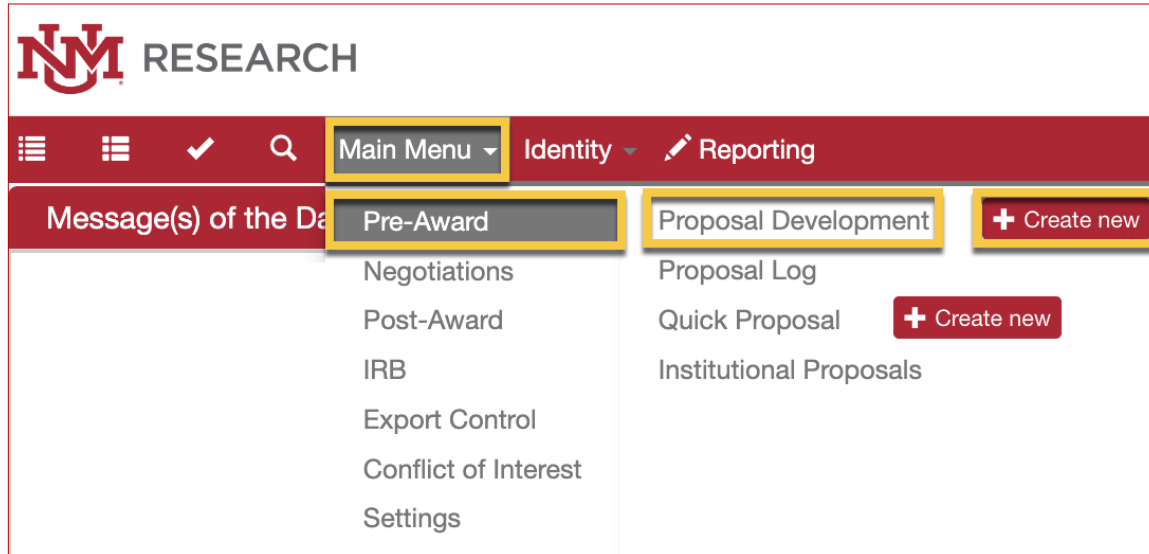 UNM RESEARCH
Main Menu Identity Reporting
Message(s) of the Da
Pre-Award
Negotiations
Post-Award
IRB
Export Control
Conflict of Interest
Settings
Proposal Development + Create new
Proposal Log
Quick Proposal + Create new
Institutional Proposals